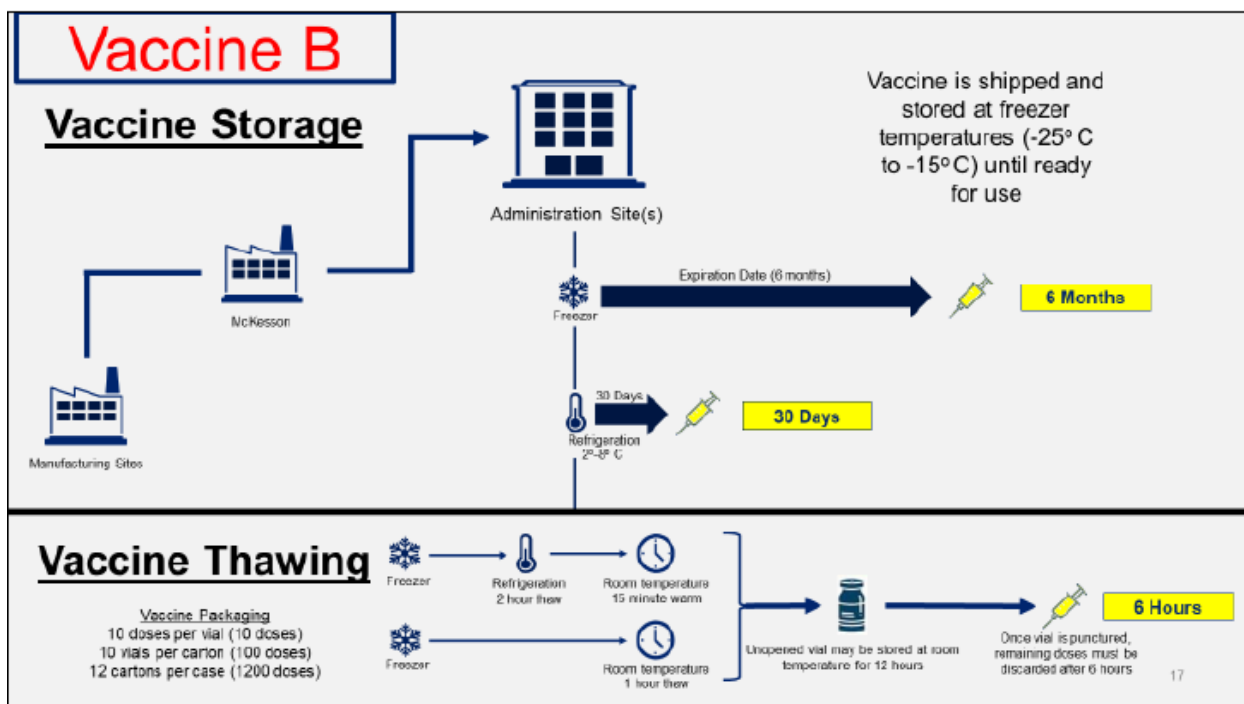 Vaccine B
Vaccine Storage
Vaccine is shipped and
stored at freezer
temperatures (-25º C
to -15º C) until ready
for use
Administration Site(s)
McKesson
Manufacturing Sites
Expiration Date (6 months)
Freezer
6 Months
30 Days
Refrigeration
2º-8º C
30 Days
Vaccine Thawing
Vaccine Packaging
10 doses per vial (10 doses)
10 vials per carton (100 doses)
12 cartons per case (1200 doses)
Freezer
Refrigeration
2 hour thaw
Room temperature
15 minute warm
Freezer
Room temperature
1 hour thaw
Unopened vial may be stored at room
temperature for 12 hours
6 Hours
Once vial is punctured,
remaining doses must be
discarded after 6 hours
17